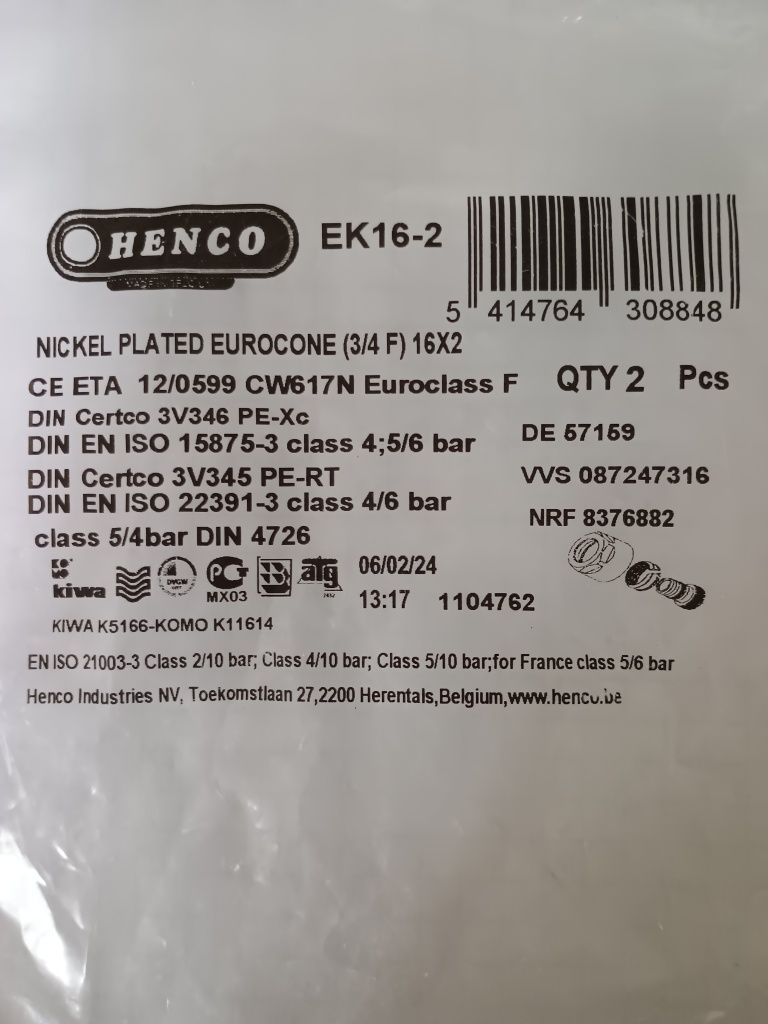 HENCO
EK16-2
5 414764 308848
NICKEL PLATED EUROCONE (3/4 F) 16X2
CE ETA 12/0599 CW617N Euroclass F QTY 2 Pcs
DIN Certco 3V346 PE-Xc
DIN EN ISO 15875-3 class 4;5/6 bar
DE 57159
DIN Certco 3V345 PE-RT
VVS 087247316
DIN EN ISO 22391-3 class 4/6 bar
NRF 8376882
class 5/4bar DIN 4726
kiwa
DVGW
MX03
atg
06/02/24
13:17 1104762
KIWA K5166-KOMO K11614
EN ISO 21003-3 Class 2/10 bar; Class 4/10 bar; Class 5/10 bar;for France class 5/6 bar
Henco Industries NV, Toekomstlaan 27,2200 Herentals,Belgium,www.henco.be